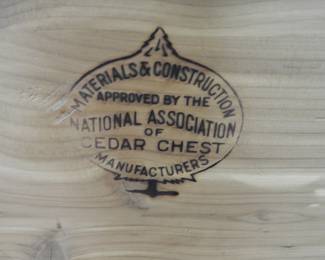 MATERIALS & CONSTRUCTION
APPROVED BY THE
NATIONAL ASSOCIATION
OF
CEDAR CHEST
MANUFACTURERS